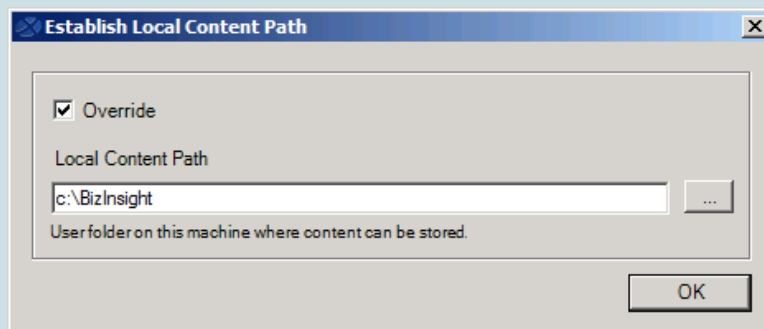 Establish Local Content Path
Override
Local Content Path
c:\BizInsight
...
User folder on this machine where content can be stored.
OK